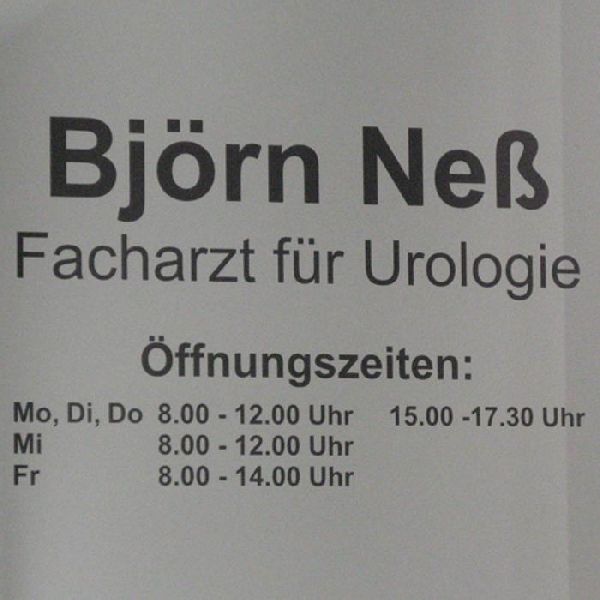 Björn Neß
Facharzt für Urologie
Öffnungszeiten:
Mo, Di, Do 8.00 - 12.00 Uhr 15.00 -17.30 Uhr
Mi 8.00 - 12.00 Uhr
Fr 8.00 - 14.00 Uhr